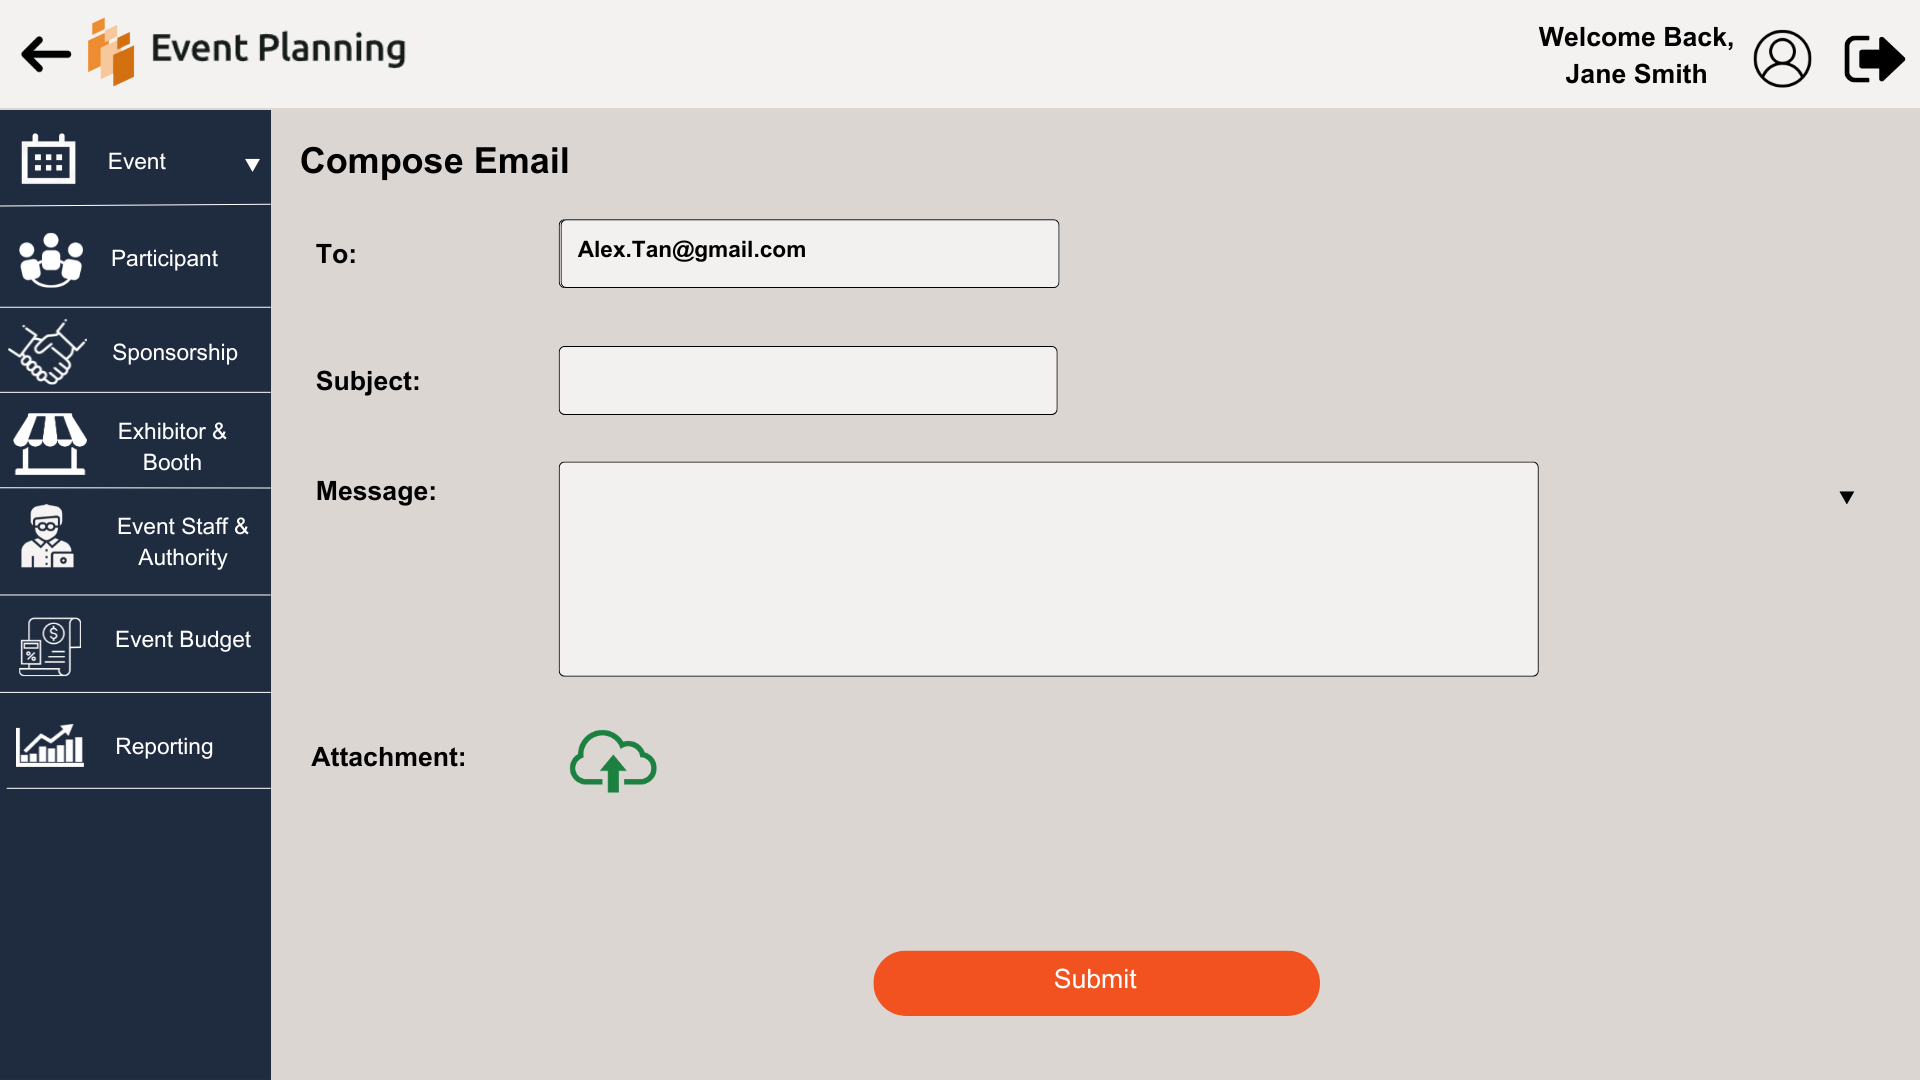 Event Planning
Welcome Back,
Jane Smith
Event
Participant
Sponsorship
Exhibitor &
Booth
Event Staff &
Authority
Event Budget
Reporting
Compose Email
To:
Alex.Tan@gmail.com
Subject:
Message:
Attachment:
Submit